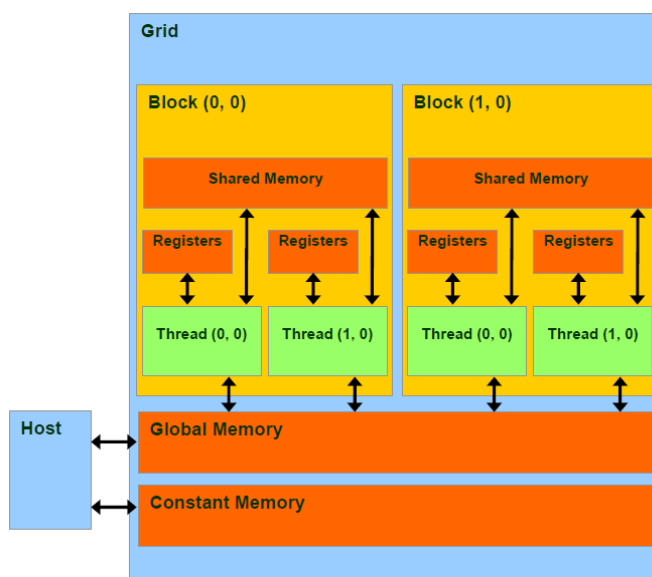 Grid
Block (0, 0)
Block (1, 0)
Shared Memory
Shared Memory
Registers
Registers
Registers
Registers
Thread (0, 0)
Thread (1, 0)
Thread (0, 0)
Thread (1, 0)
Host
Global Memory
Constant Memory